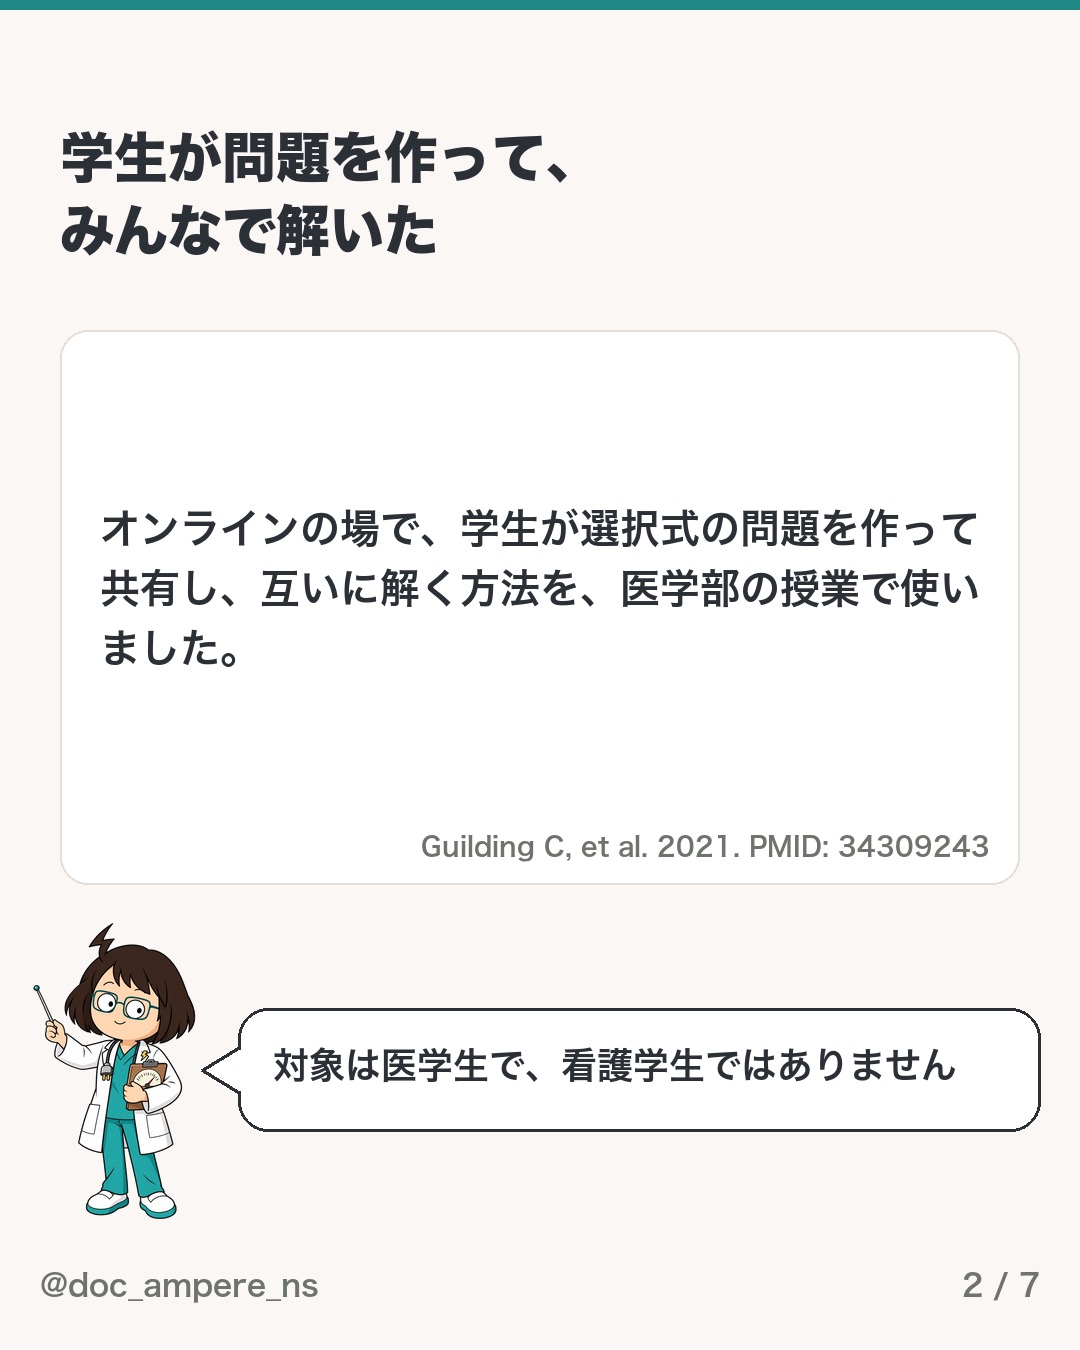 学生が問題を作って、
みんなで解いた
オンラインの場で、学生が選択式の問題を作って
共有し、互いに解く方法を、医学部の授業で使い
ました。
Guilding C, et al. 2021. PMID: 34309243
対象は医学生で、看護学生ではありません
@doc_ampere_ns
2 / 7